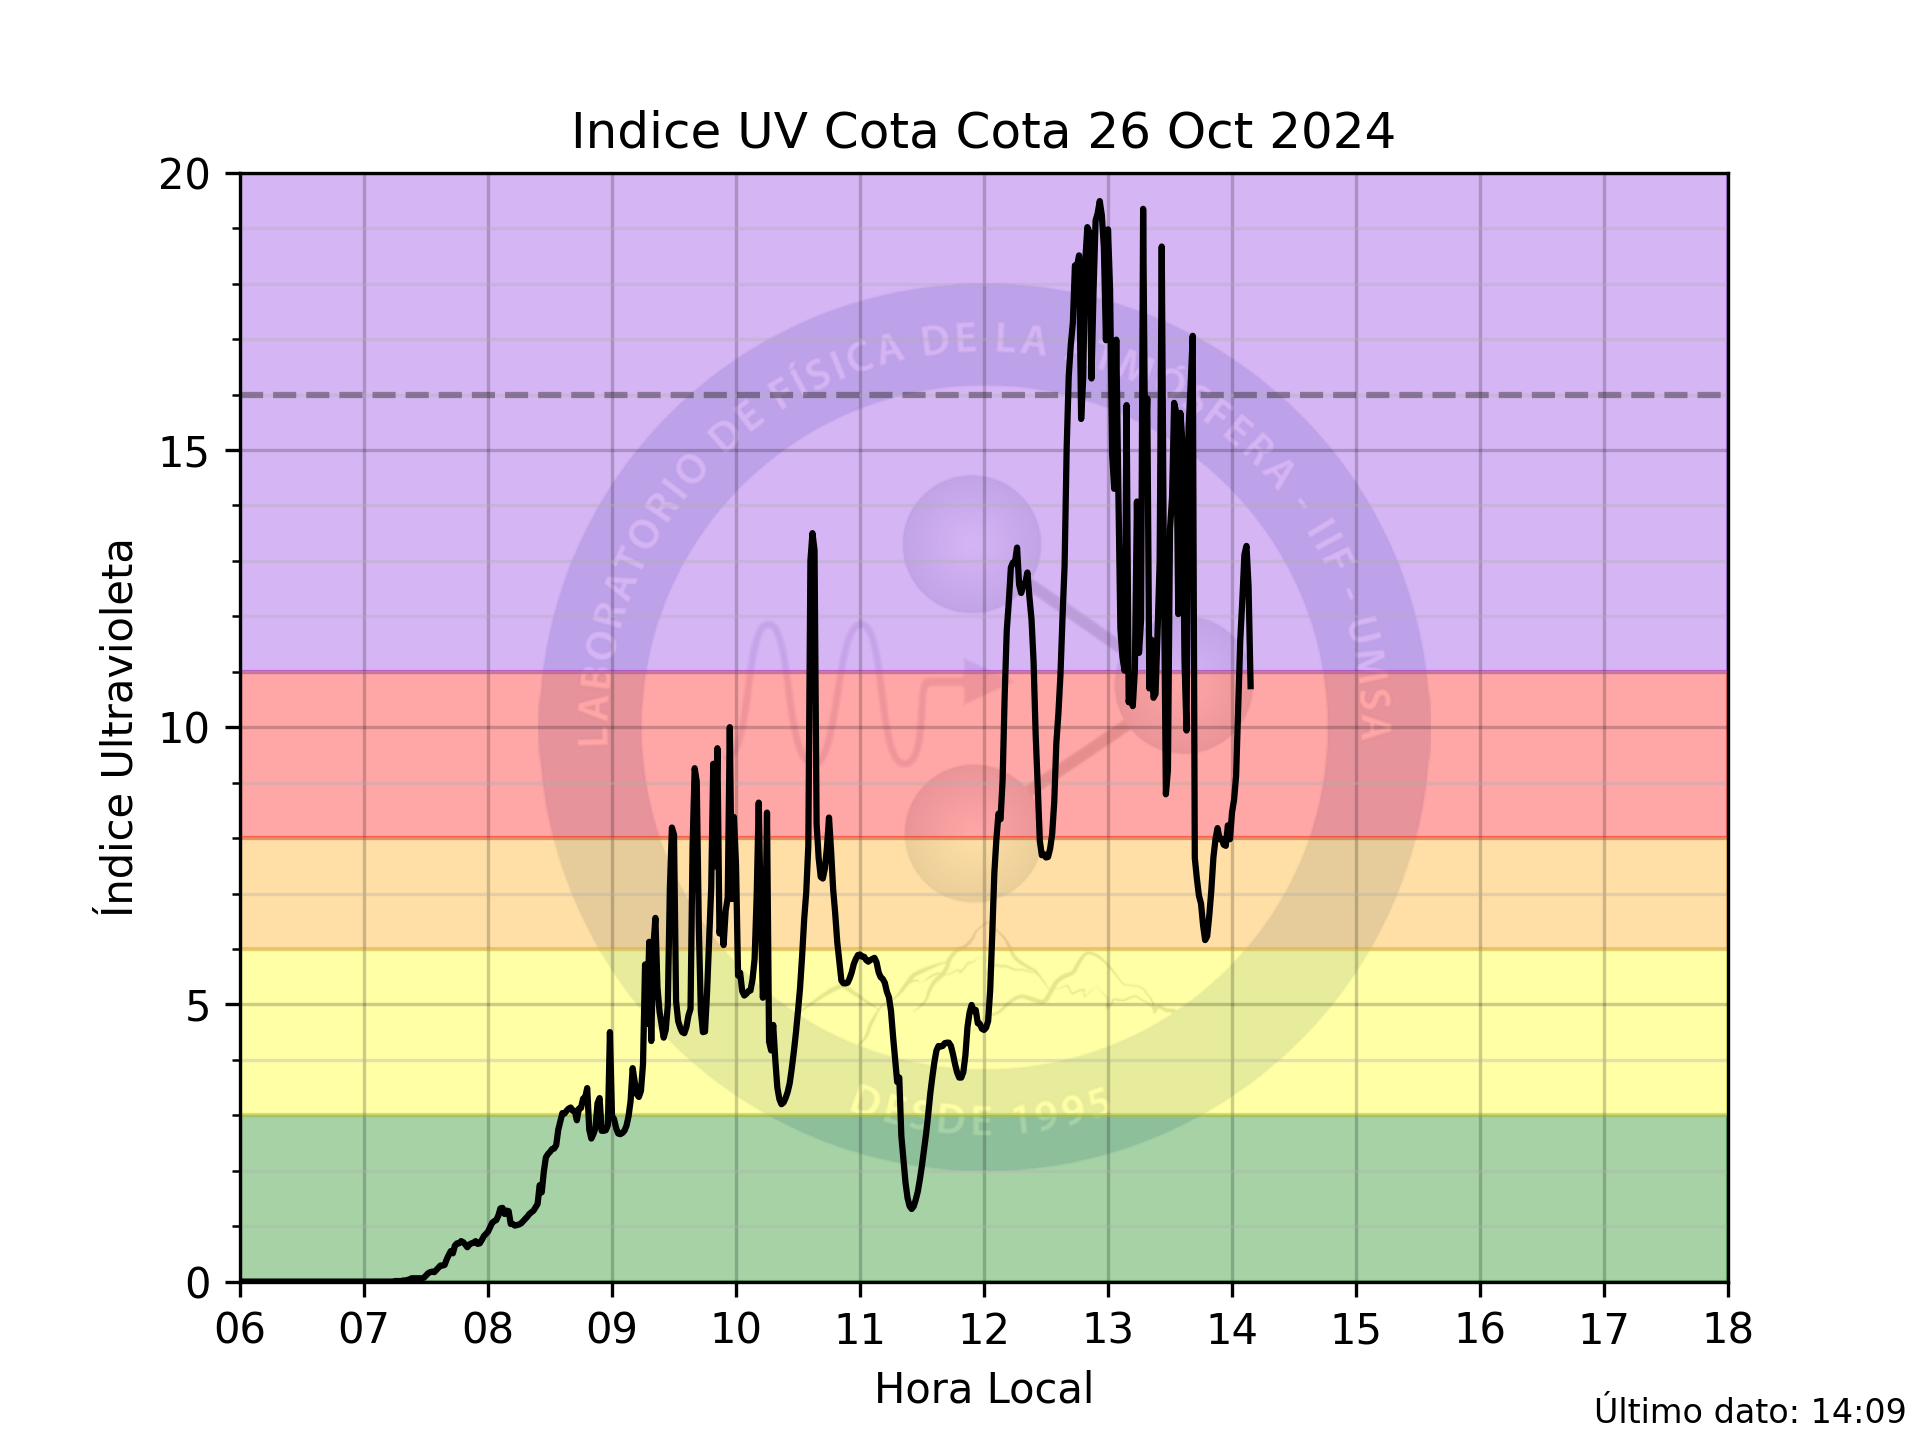 Indice UV Cota Cota 26 Oct 2024
20
15
10
5
0
Índice Ultravioleta
LABORATORIO DE FÍSICA DE LA ATMÓSFERA - IIF - UMSA
DESDE 1995
06 07 08 09 10 11 12 13 14 15 16 17 18
Hora Local
Último dato: 14:09